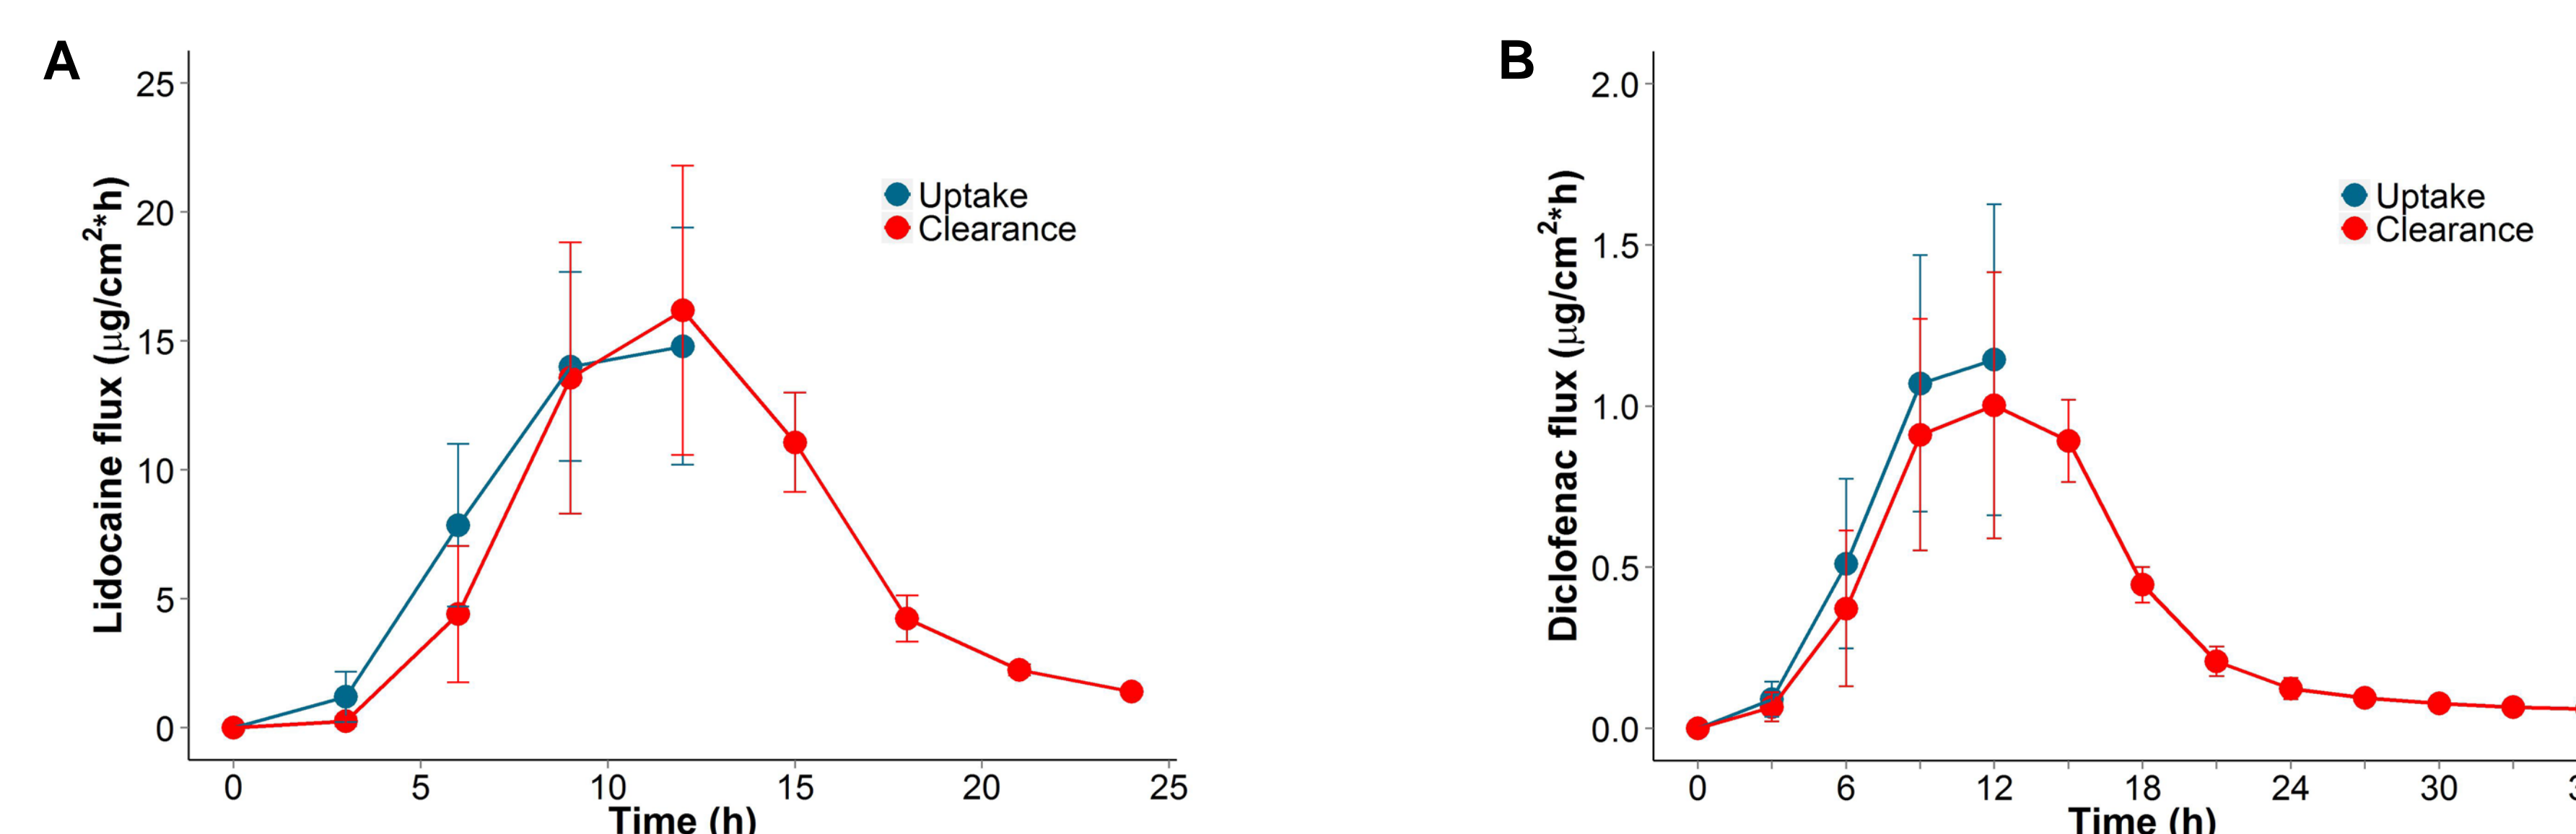 A
25
20
15
10
5
0
Lidocaine flux (µg/cm²*h)
Uptake
Clearance
0 5 10 15 20 25
Time (h)
B
2.0
1.5
1.0
0.5
0.0
Diclofenac flux (µg/cm²*h)
Uptake
Clearance
0 6 12 18 24 30
Time (h)